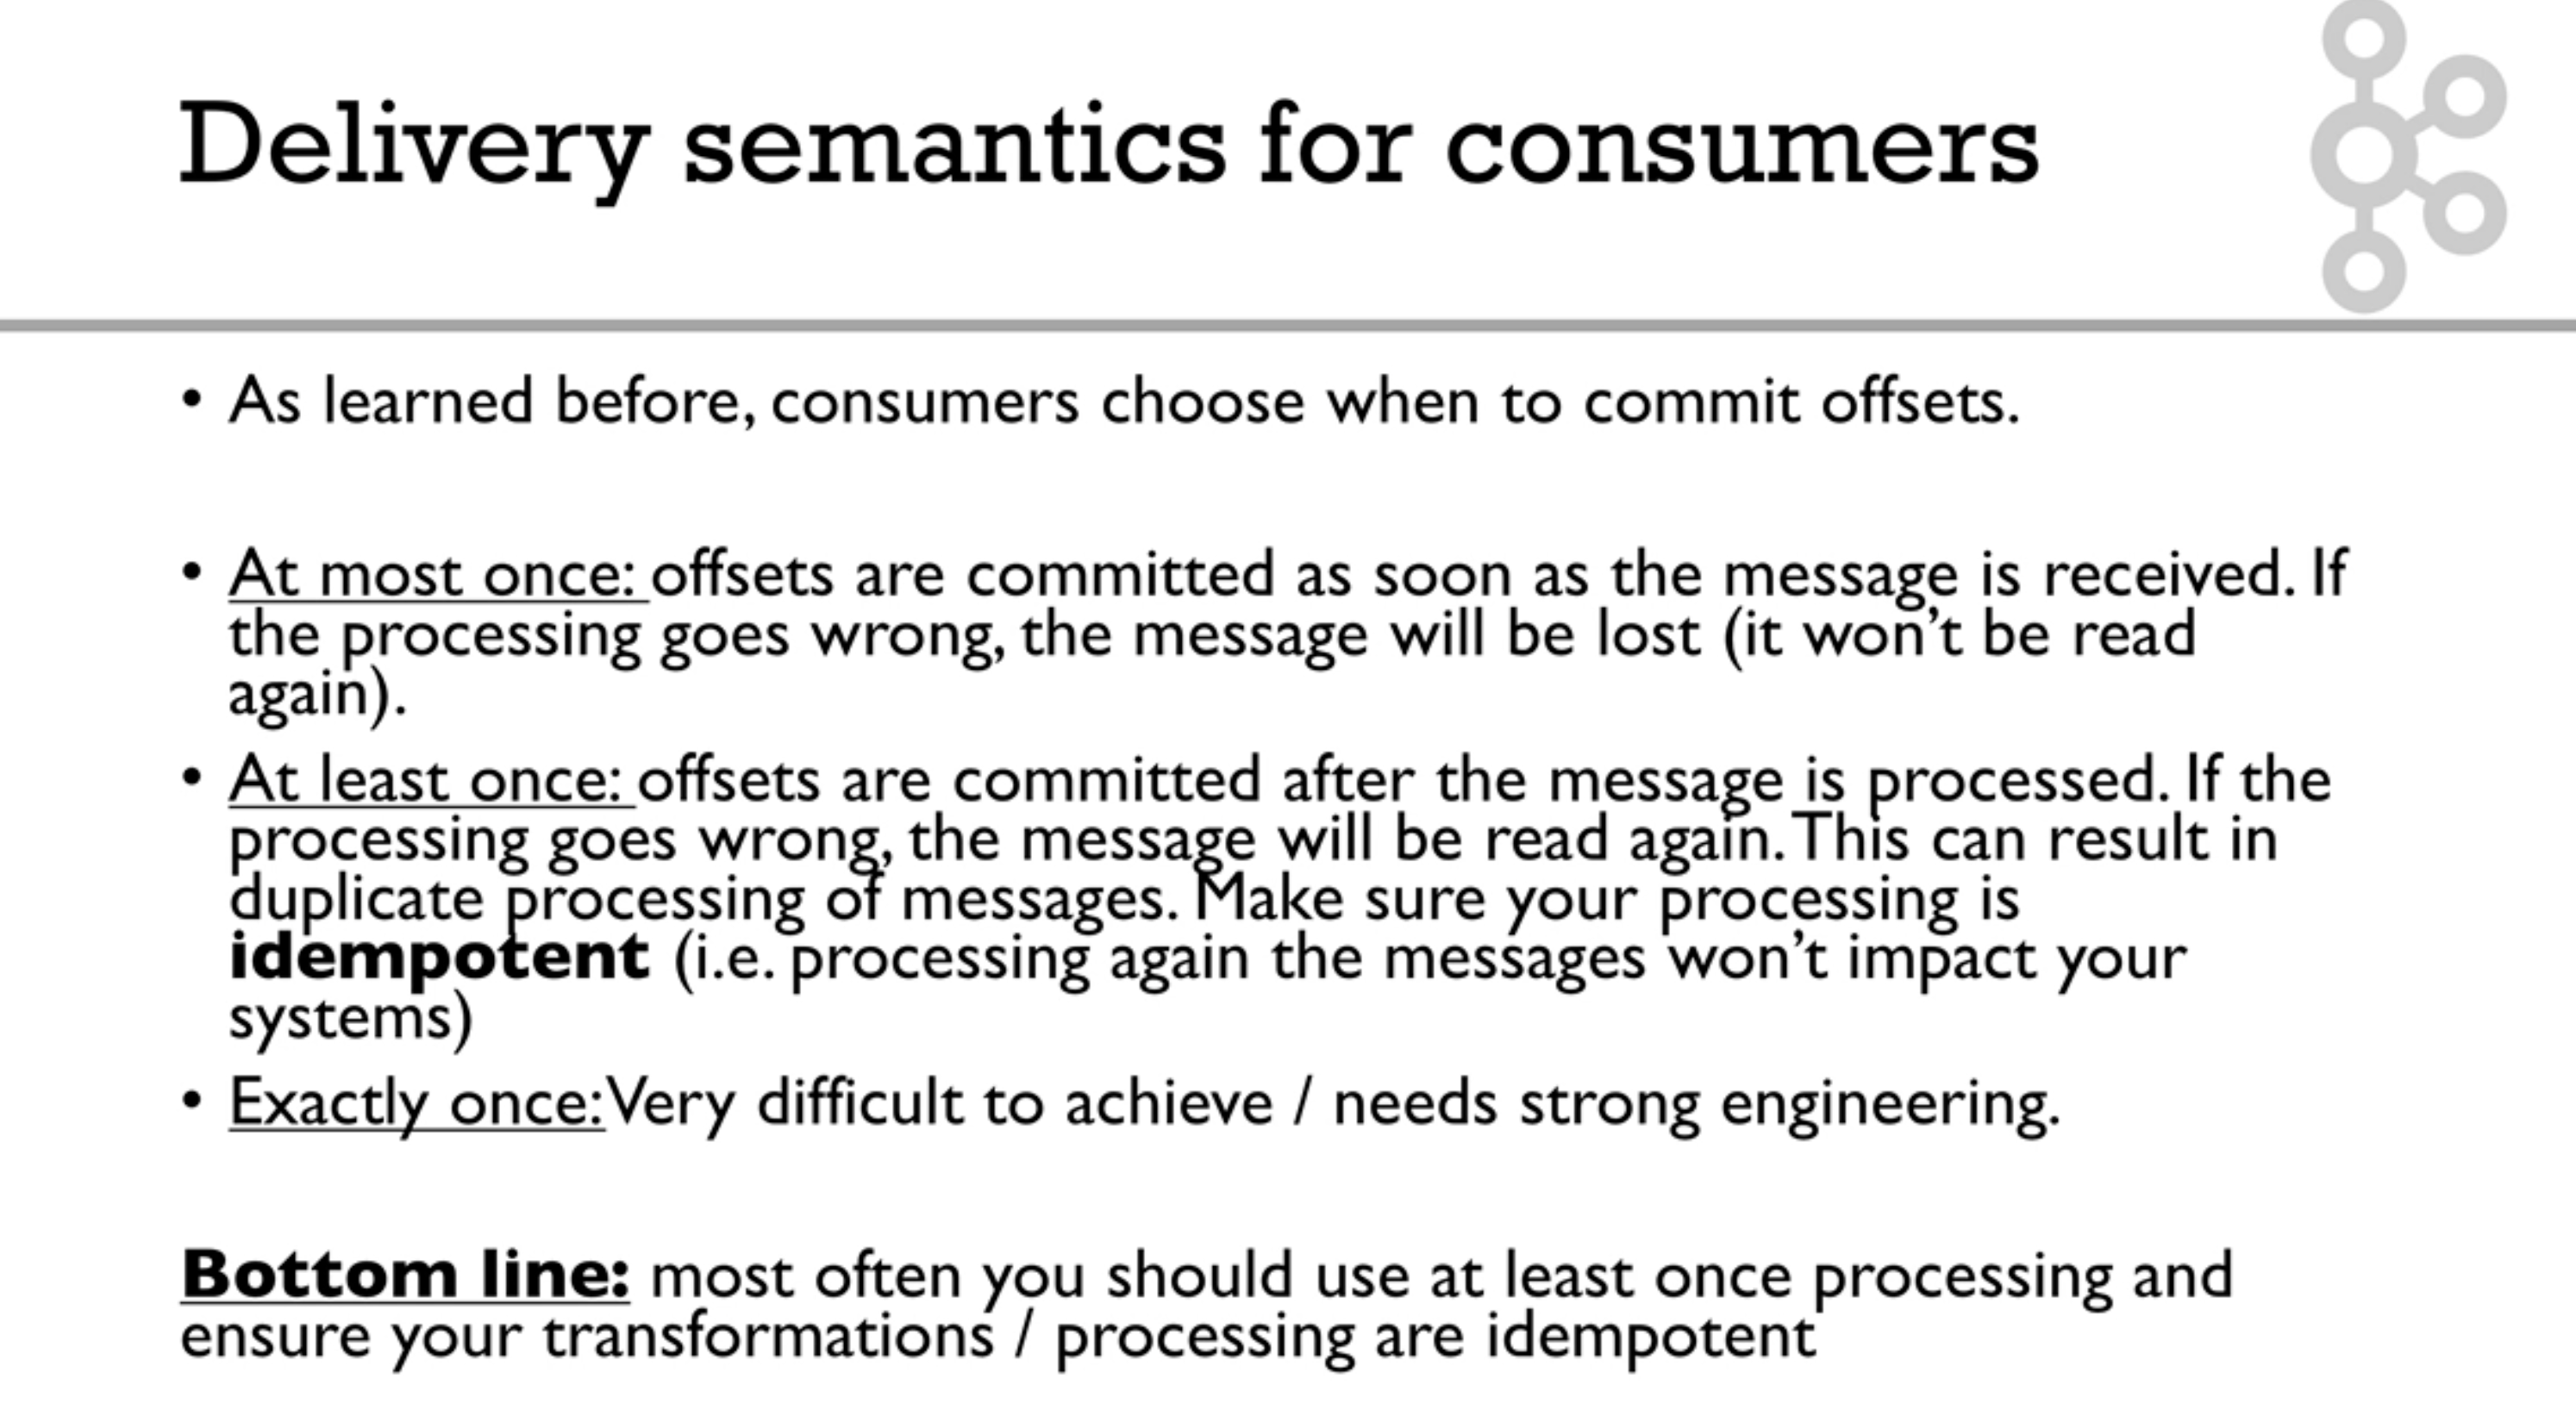 Delivery semantics for consumers
• As learned before, consumers choose when to commit offsets.
• At most once: offsets are committed as soon as the message is received. If
the processing goes wrong, the message will be lost (it won’t be read
again).
• At least once: offsets are committed after the message is processed. If the
processing goes wrong, the message will be read again. This can result in
duplicate processing of messages. Make sure your processing is
idempotent (i.e. processing again the messages won’t impact your
systems)
• Exactly once: Very difficult to achieve / needs strong engineering.
Bottom line: most often you should use at least once processing and
ensure your transformations / processing are idempotent